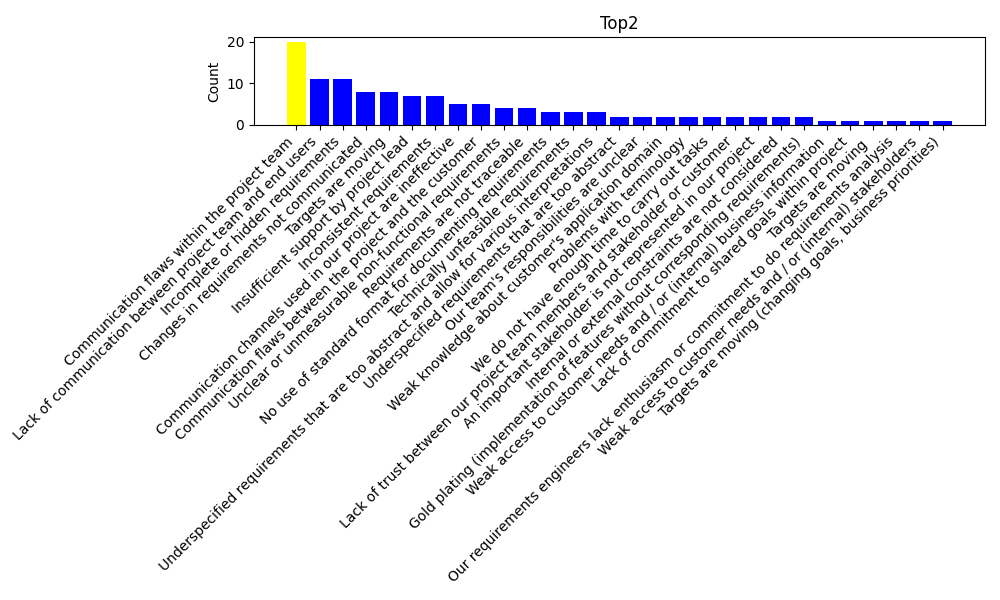 Top2
Count
20
10
0
Communication flaws within the project team
Lack of communication between project team and end users
Incomplete or hidden requirements
Changes in requirements not communicated
Targets are moving
Insufficient support by project lead
Inconsistent requirements
Communication channels used in our project are ineffective
Communication flaws between the project and the customer
Unclear or unmeasurable non-functional requirements
Requirements are not traceable
No use of standard format for documenting requirements
Technically unfeasible requirements
Underspecified requirements that are too abstract and allow for various interpretations
Underspecified requirements that are too abstract
Our team's responsibilities are unclear
Weak knowledge about customer's application domain
Problems with terminology
We do not have enough time to carry out tasks
Lack of trust between our project team members and stakeholder or customer
An important stakeholder is not represented in our project
Internal or external constraints are not considered
Gold plating (implementation of features without corresponding requirements)
Weak access to customer needs and / or (internal) business information
Lack of commitment to shared goals within project
Targets are moving
Our requirements engineers lack enthusiasm or commitment to do requirements analysis
Weak access to customer needs and / or (internal) stakeholders
Targets are moving (changing goals, business priorities)